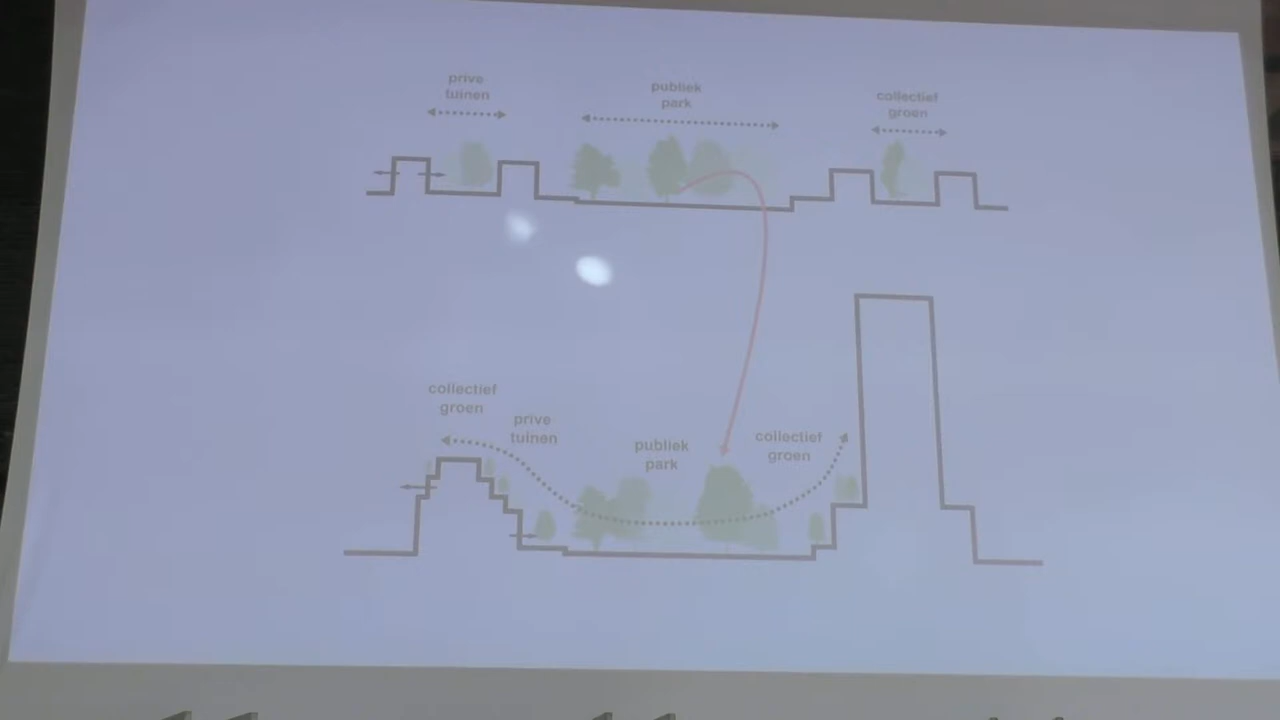 prive
tuinen
publiek
park
collectief
groen
collectief
groen
prive
tuinen
publiek
park
collectief
groen